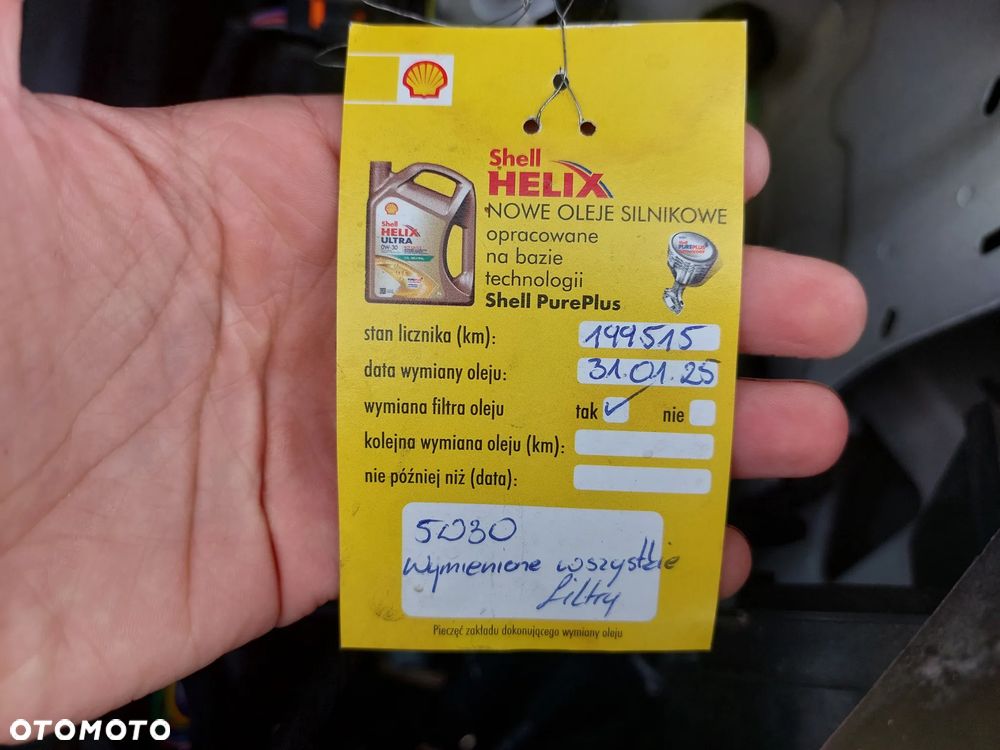 Shell
HELIX
NOWE OLEJE SILNIKOWE
opracowane
na bazie
technologii
Shell PurePlus
Shell
HELIX
ULTRA
0W-30
stan licznika (km): 199515
data wymiany oleju: 31.01.25
wymiana filtra oleju tak ✓ nie
kolejna wymiana oleju (km):
nie później niż (data):
5030
Wymienione wszystkie
filtry
Pieczęć zakładu dokonującego wymiany oleju
OTOMOTO